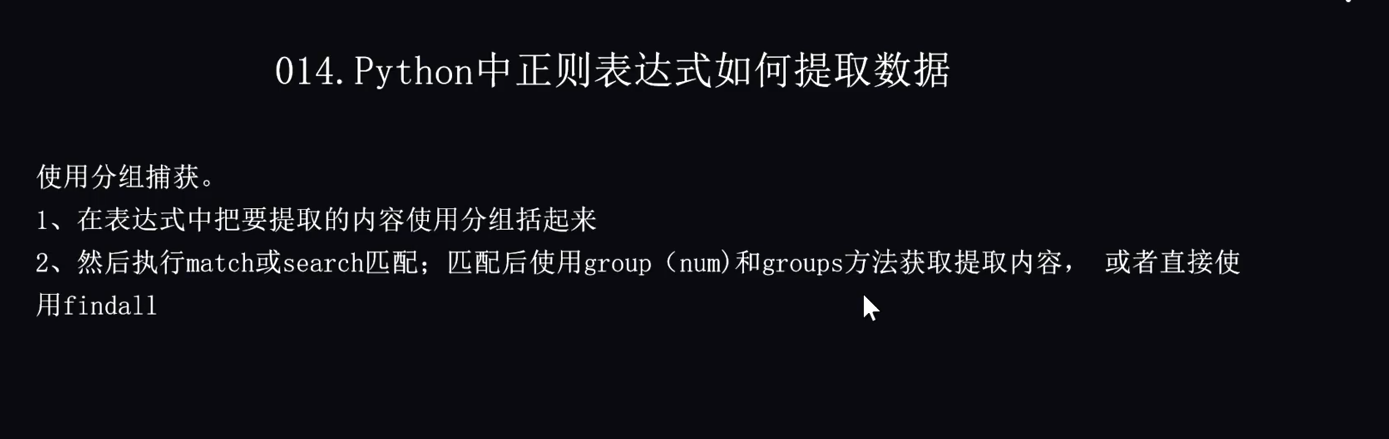 014.Python中正则表达式如何提取数据
使用分组捕获。
1、在表达式中把要提取的内容使用分组括起来
2、然后执行match或search匹配；匹配后使用group（num)和groups方法获取提取内容， 或者直接使
用findall